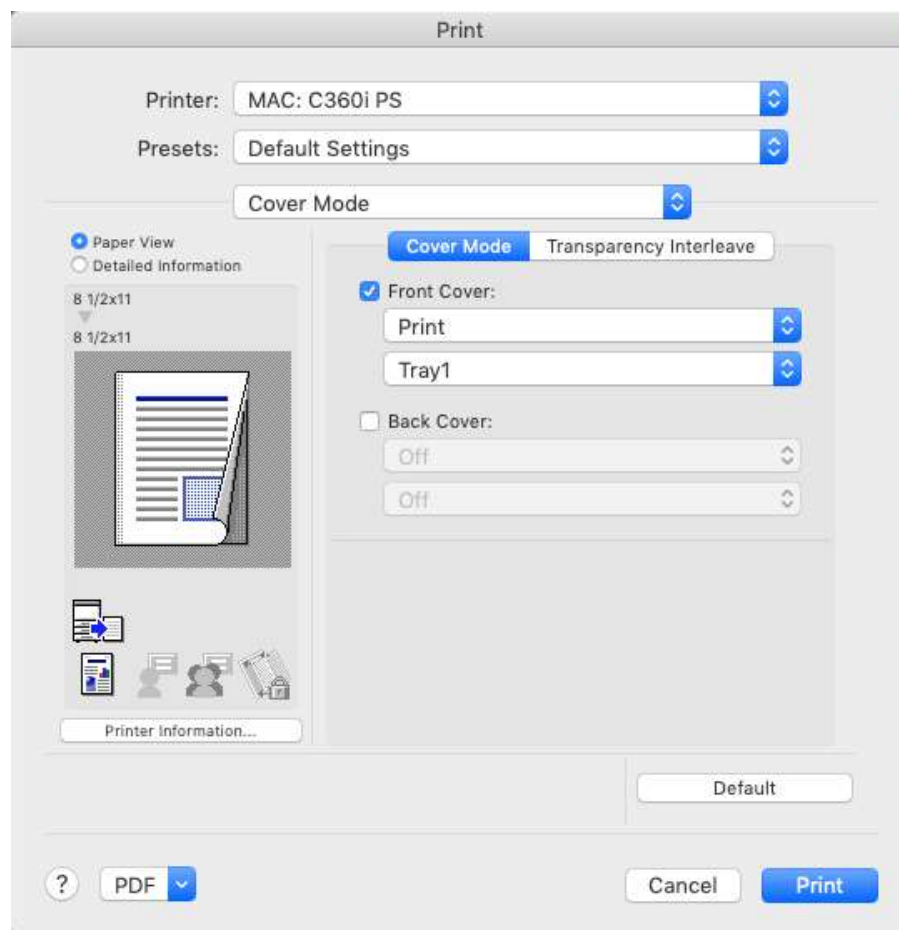 Print
Printer: MAC: C360i PS
Presets: Default Settings
Cover Mode
Paper View
Detailed Information
8 1/2x11
8 1/2x11
Printer Information...
Cover Mode Transparency Interleave
Front Cover:
Print
Tray1
Back Cover:
Off
Off
Default
? PDF Cancel Print